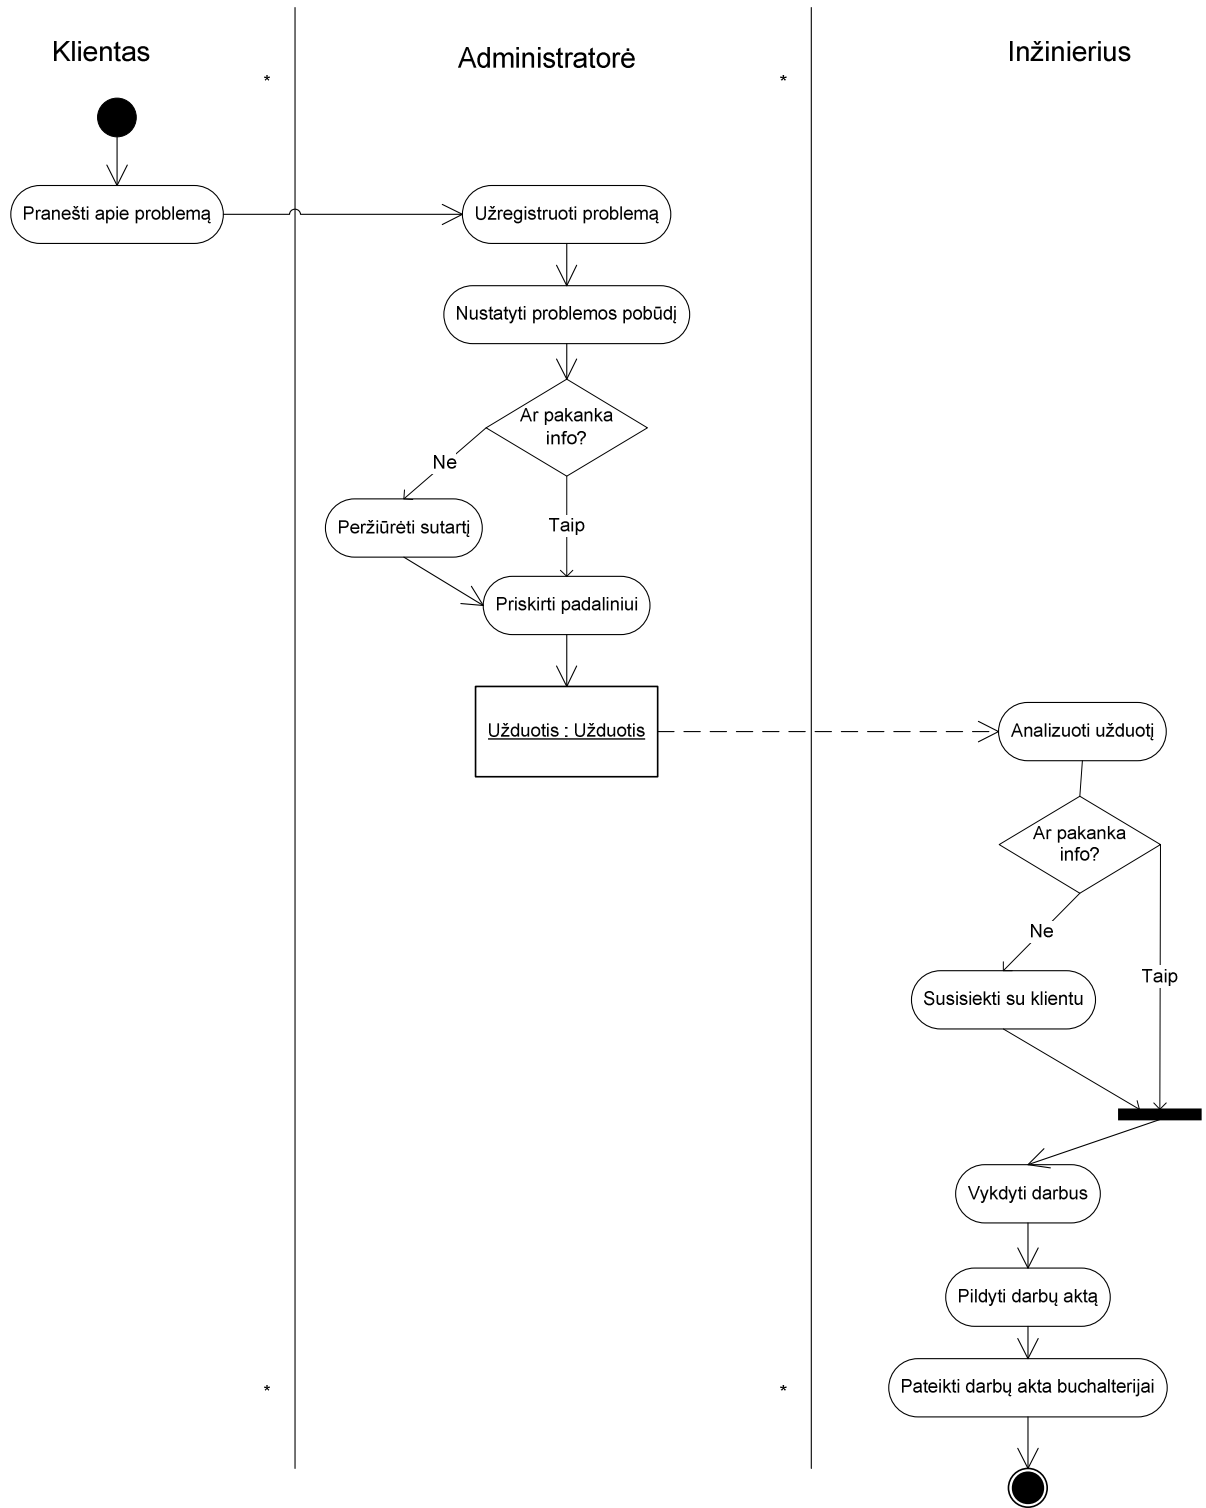 Klientas
Administratorė
Inžinierius
*
*
Pranešti apie problemą
Užregistruoti problemą
Nustatyti problemos pobūdį
Ar pakanka
info?
Ne
Peržiūrėti sutartį
Taip
Priskirti padaliniui
Užduotis : Užduotis
Analizuoti užduotį
Ar pakanka
info?
Ne
Taip
Susisiekti su klientu
Vykdyti darbus
Pildyti darbų aktą
Pateikti darbų akta buchalterijai
*
*